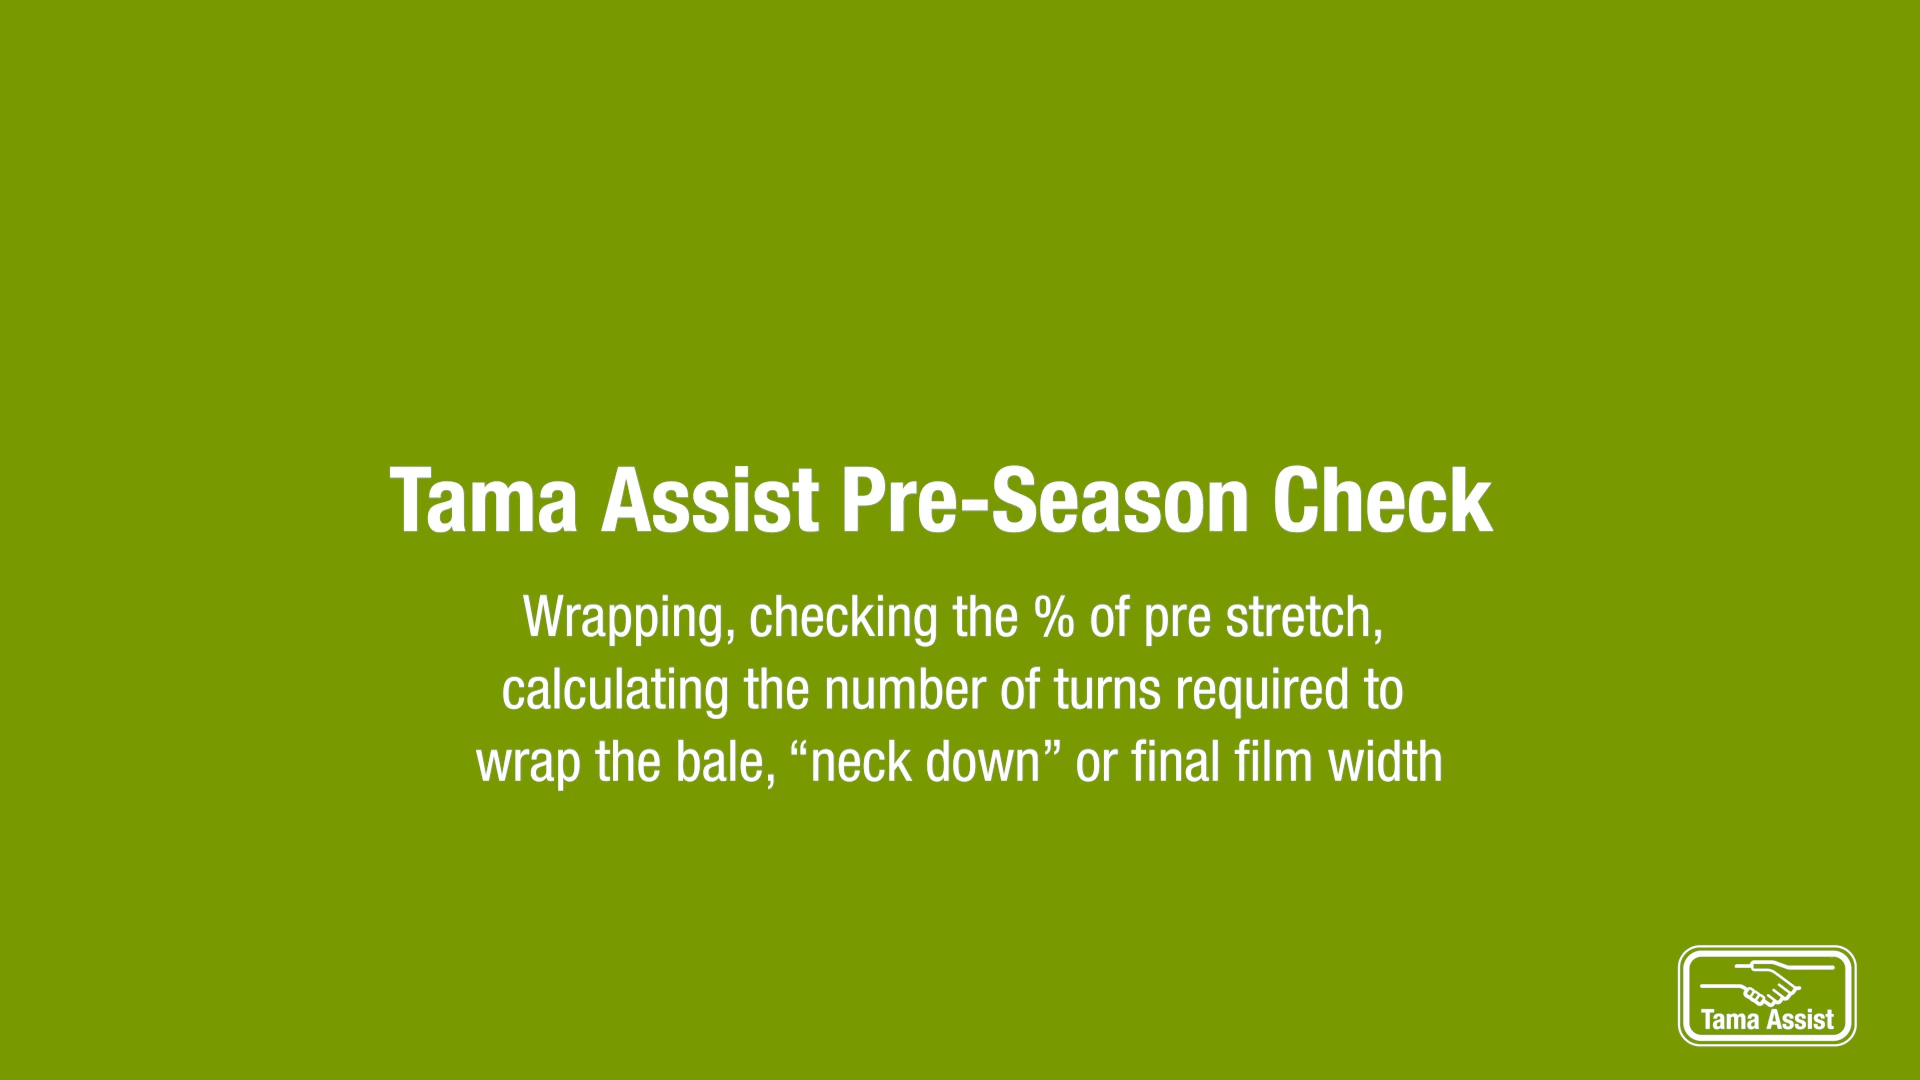 Tama Assist Pre-Season Check
Wrapping, checking the % of pre stretch,
calculating the number of turns required to
wrap the bale, “neck down” or final film width
Tama Assist